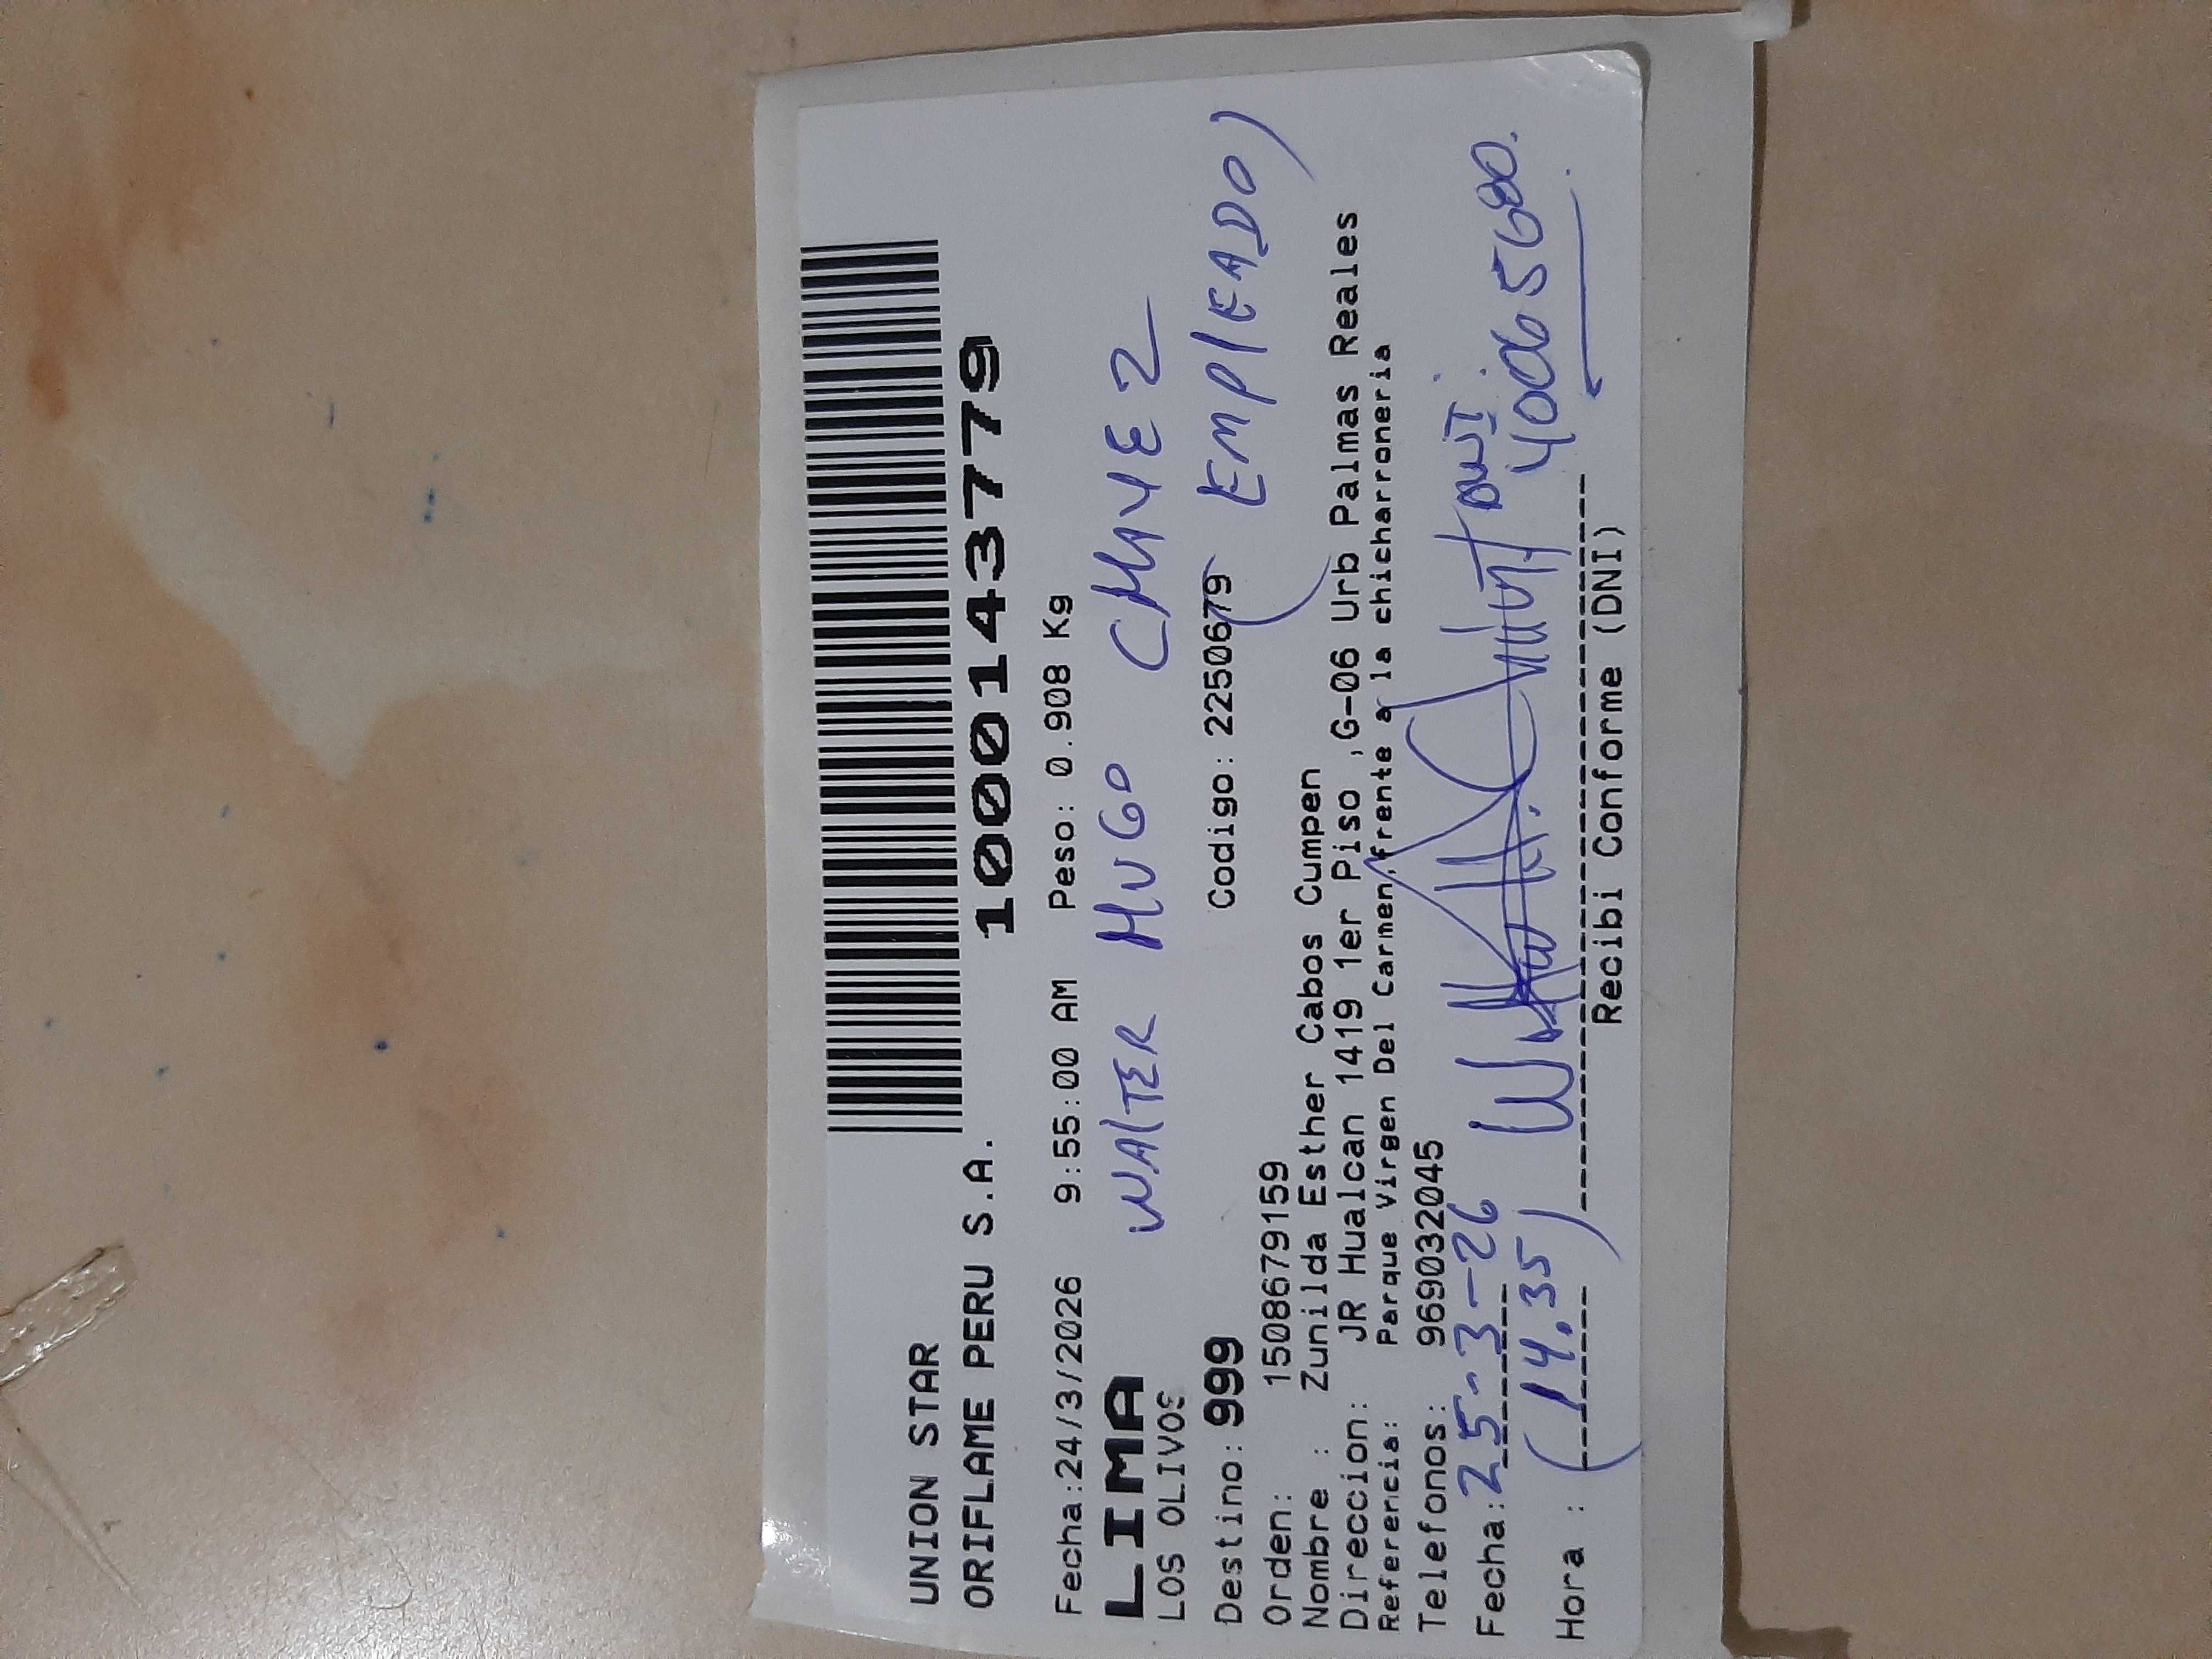 UNION STAR
ORIFLAME PERU S.A.
1000143779
Fecha:24/3/2026 9:55:00 AM Peso: 0.908 Kg
LIMA WALTER HUGO CHAVEZ
LOS OLIVOS
Destino: 999 Codigo: 2250679 (EMPLEADO)
Orden: 1508679159
Nombre : Zunilda Esther Cabos Cumpen
Direccion: JR Hualcan 1419 1er Piso ,G-06 Urb Palmas Reales
Referencia: Parque Virgen Del Carmen,frente a la chicharroneria
Telefonos: 969032045
Fecha: 25-3-26 DNI
Hora : (14.35) 40065680.
Recibi Conforme (DNI)